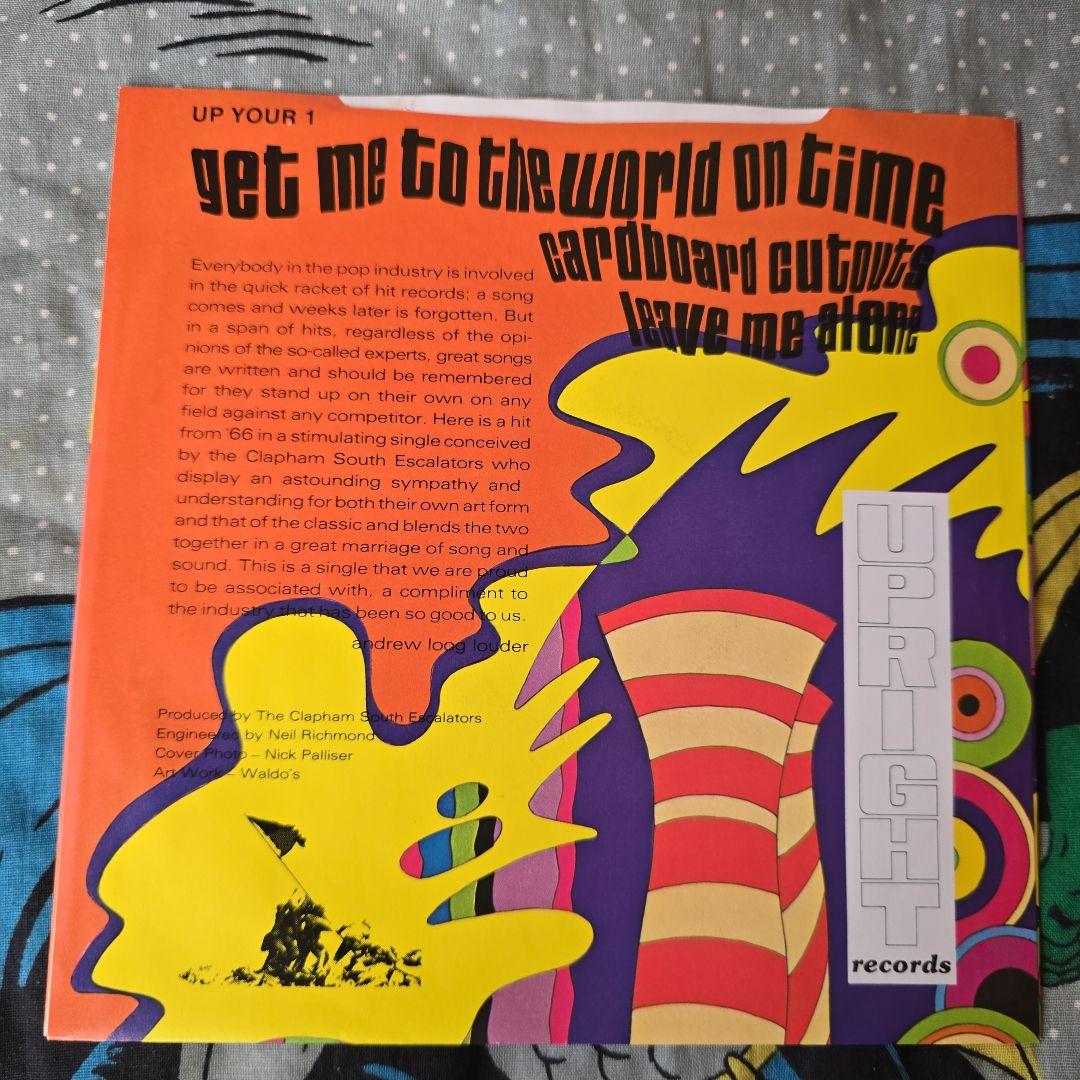 UP YOUR 1
get me to the world on time
cardboard cutouts
leave me alone
Everybody in the pop industry is involved
in the quick racket of hit records; a song
comes and weeks later is forgotten. But
in a span of hits, regardless of the opi-
nions of the so-called experts, great songs
are written and should be remembered
for they stand up on their own on any
field against any competitor. Here is a hit
from '66 in a stimulating single conceived
by the Clapham South Escalators who
display an astounding sympathy and
understanding for both their own art form
and that of the classic and blends the two
together in a great marriage of song and
sound. This is a single that we are proud
to be associated with, a compliment to
the industry that has been so good to us.
andrew loog louder
Produced by The Clapham South Escalators
Engineered by Neil Richmond
Cover Photo – Nick Palliser
Art Work – Waldo's
UPRIGHT
records